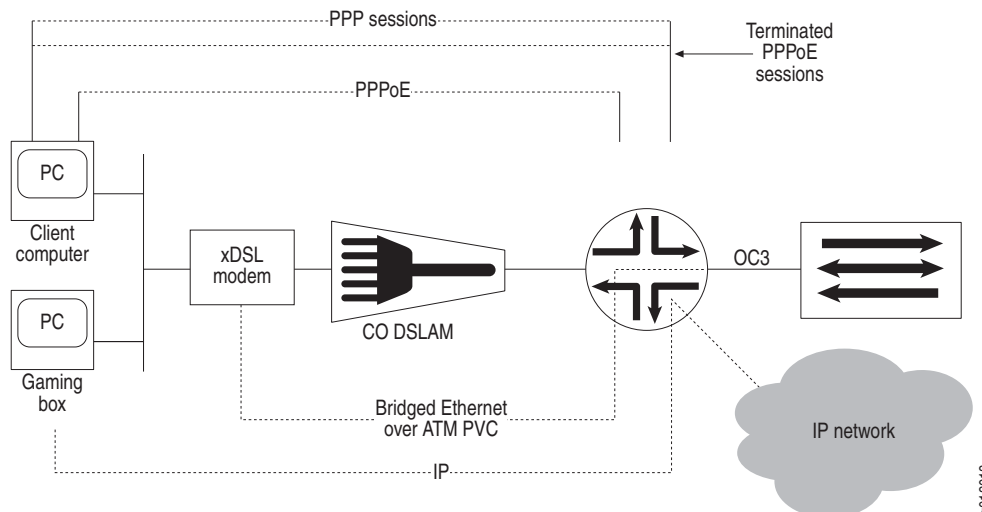 PPP sessions
Terminated
PPPoE
sessions
PPPoE
PC
Client
computer
xDSL
modem
CO DSLAM
OC3
PC
Gaming
box
Bridged Ethernet
over ATM PVC
IP
IP network